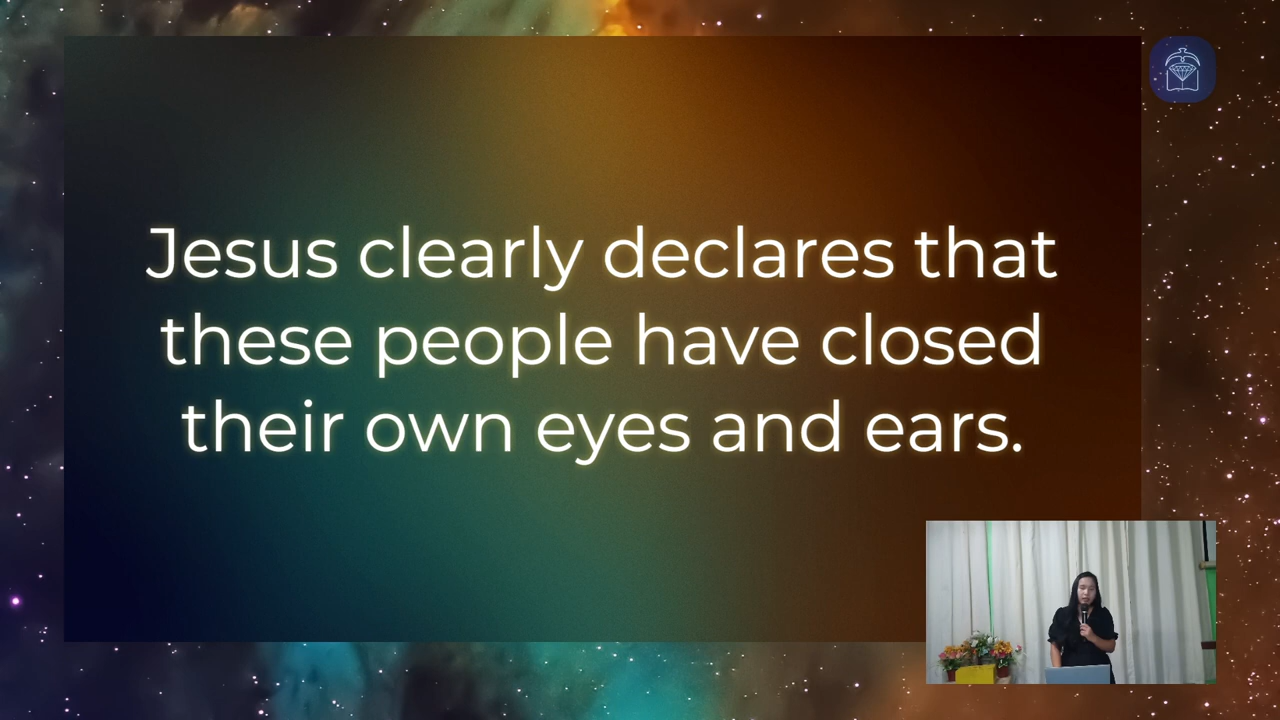 Jesus clearly declares that
these people have closed
their own eyes and ears.